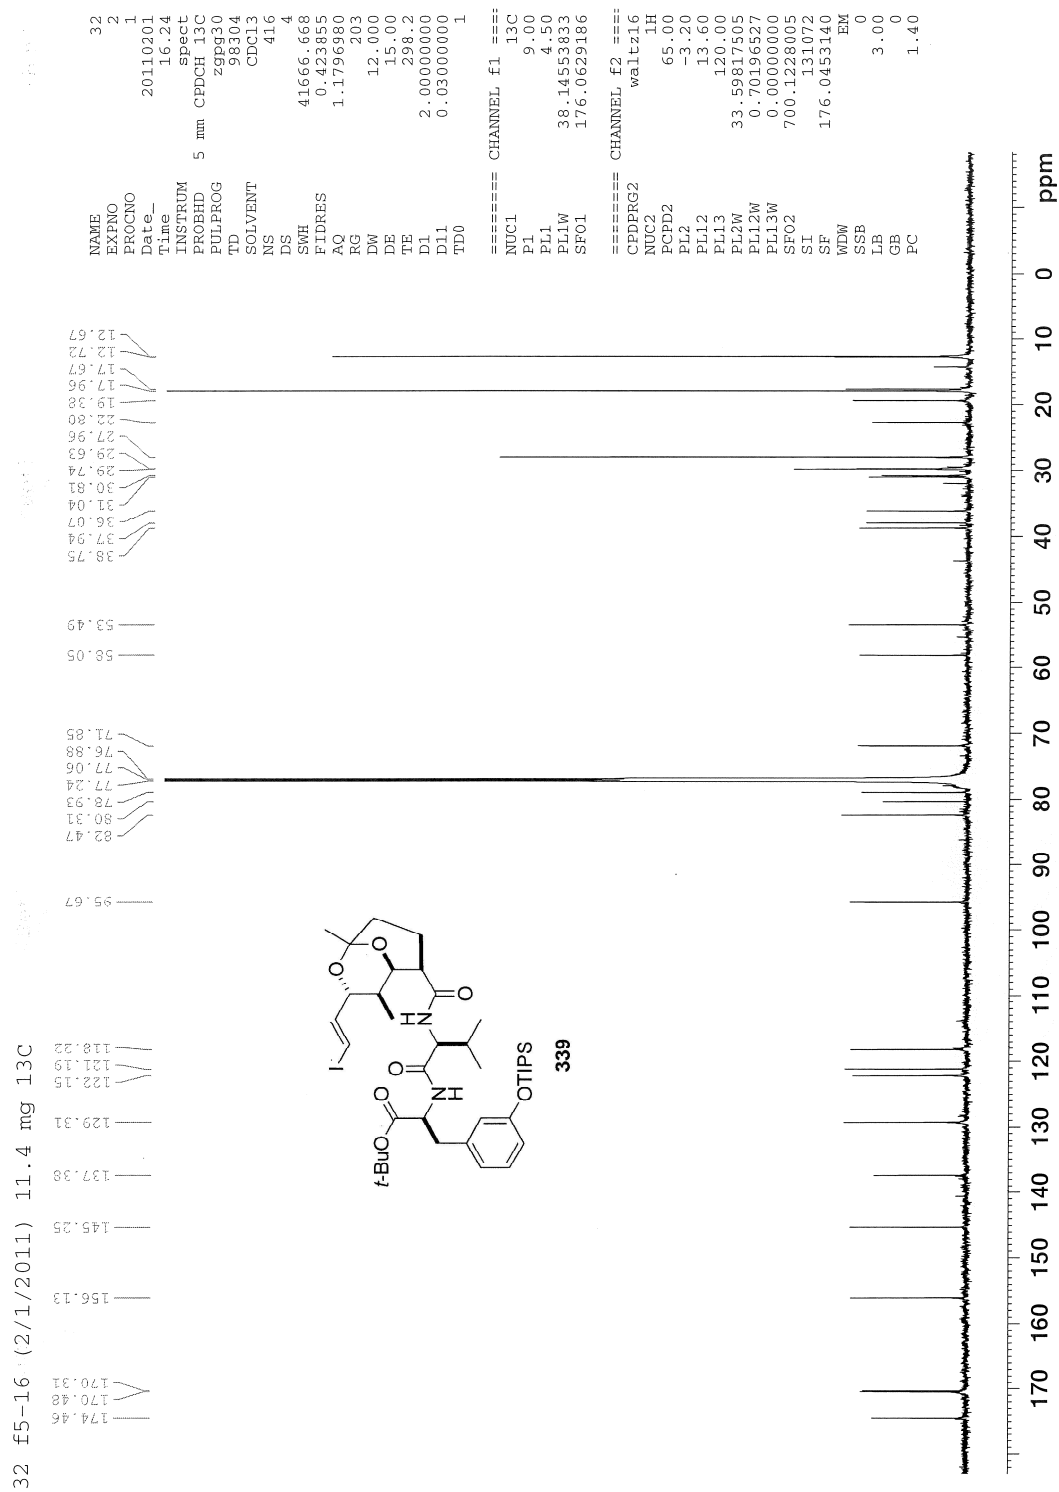 32 f5-16 (2/1/2011) 11.4 mg 13C
174.46
170.48
170.31
156.13
145.25
137.38
129.31
122.15
121.19
118.22
95.67
82.47
80.31
78.93
77.24
77.06
76.88
71.85
58.05
53.49
38.75
37.94
36.07
31.04
30.81
29.74
29.63
27.96
22.80
19.38
17.96
17.67
12.72
12.67
NAME 32
EXPNO 2
PROCNO 1
Date_ 20110201
Time 16.24
INSTRUM spect
PROBHD 5 mm CPDCH 13C
PULPROG zgpg30
TD 98304
SOLVENT CDCl3
NS 416
DS 4
SWH 41666.668
FIDRES 0.423855
AQ 1.1796980
RG 203
DW 12.000
DE 15.00
TE 298.2
D1 2.00000000
D11 0.03000000
TD0 1
======== CHANNEL f1 ====
NUC1 13C
P1 9.00
PL1 4.50
PL1W 38.14553833
SFO1 176.0629186
======== CHANNEL f2 ====
CPDPRG2 waltz16
NUC2 1H
PCPD2 65.00
PL2 -3.20
PL12 13.60
PL13 120.00
PL2W 33.59817505
PL12W 0.70196527
PL13W 0.00000000
SFO2 700.1228005
SI 131072
SF 176.0453140
WDW EM
SSB 0
LB 3.00
GB 0
PC 1.40
I
O
O
H
N
O
O
N
H
O
t-BuO
OTIPS
339
170 160 150 140 130 120 110 100 90 80 70 60 50 40 30 20 10 0 ppm